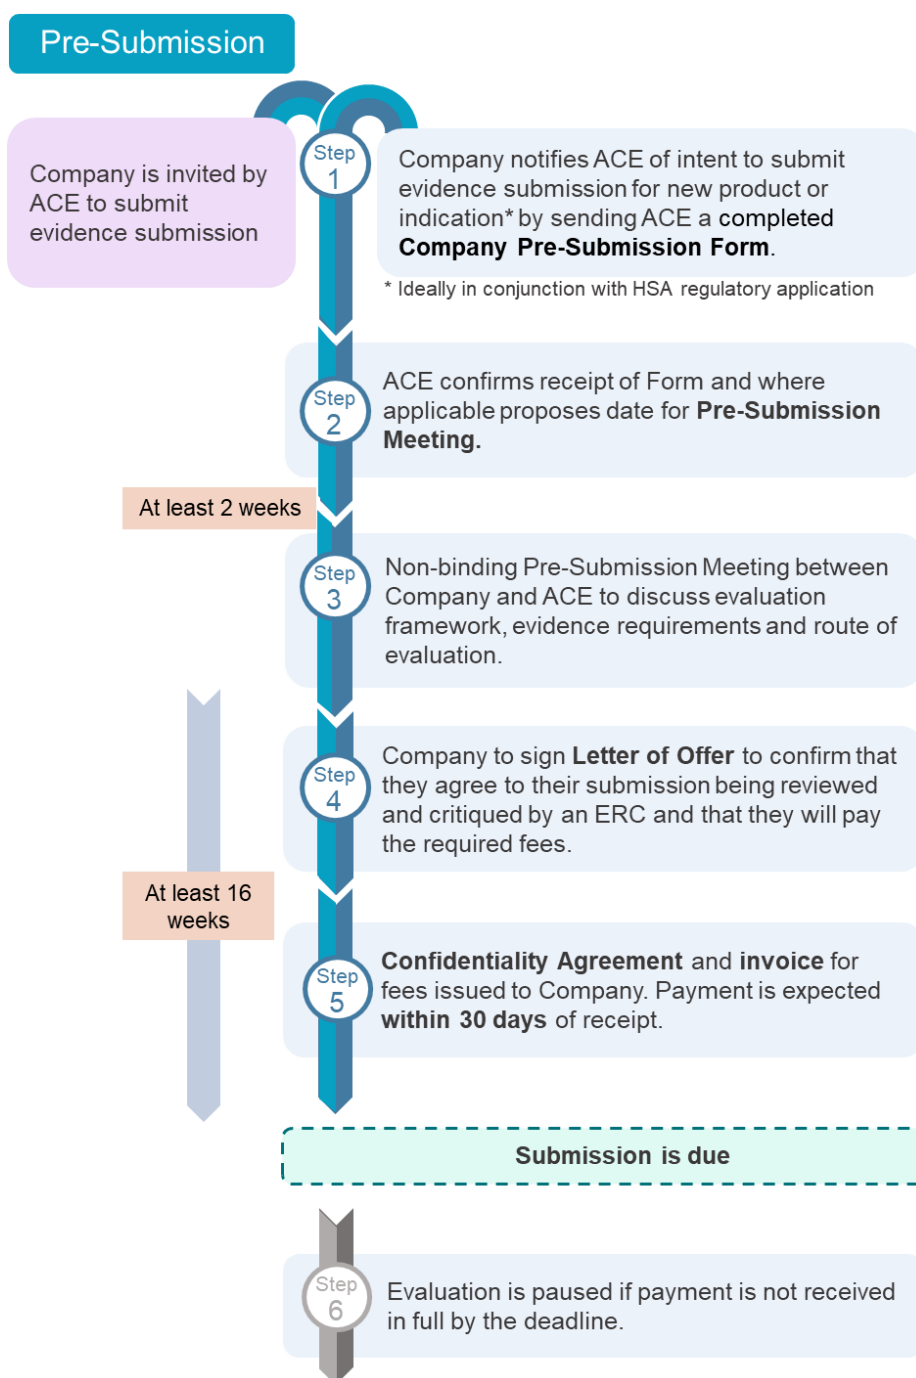 Pre-Submission
Company is invited by
ACE to submit
evidence submission
Step
1
Company notifies ACE of intent to submit
evidence submission for new product or
indication* by sending ACE a completed
Company Pre-Submission Form.
* Ideally in conjunction with HSA regulatory application
Step
2
ACE confirms receipt of Form and where
applicable proposes date for Pre-Submission
Meeting.
At least 2 weeks
Step
3
Non-binding Pre-Submission Meeting between
Company and ACE to discuss evaluation
framework, evidence requirements and route of
evaluation.
Step
4
Company to sign Letter of Offer to confirm that
they agree to their submission being reviewed
and critiqued by an ERC and that they will pay
the required fees.
At least 16
weeks
Step
5
Confidentiality Agreement and invoice for
fees issued to Company. Payment is expected
within 30 days of receipt.
Submission is due
Step
6
Evaluation is paused if payment is not received
in full by the deadline.